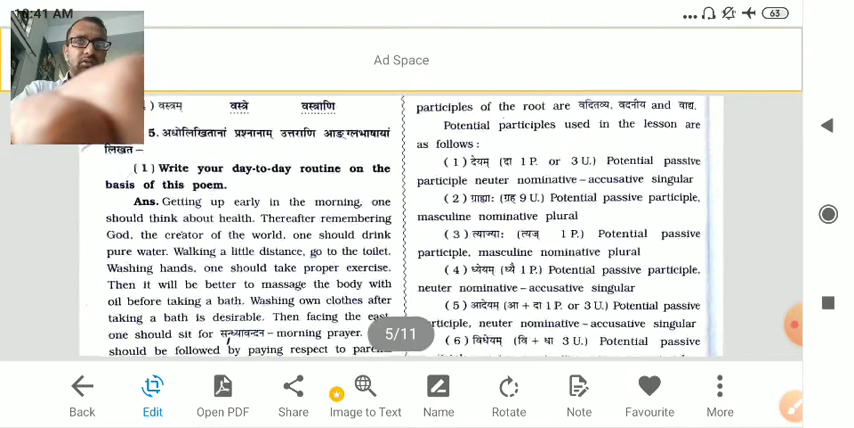 10:41 AM
63
Ad Space
) वस्त्रम् वस्त्रे वस्त्राणि
5. अधोलिखितानां प्रश्नानाम् उत्तराणि आङ्ग्लभाषायां
लिखत –
(1) Write your day-to-day routine on the
basis of this poem.
Ans. Getting up early in the morning, one
should think about health. Thereafter remembering
God, the creator of the world, one should drink
pure water. Walking a little distance, go to the toilet.
Washing hands, one should take proper exercise.
Then it will be better to massage the body with
oil before taking a bath. Washing own clothes after
taking a bath is desirable. Then facing the east
one should sit for सन्ध्यावन्दन – morning prayer.
should be followed by paying respect to
participles of the root are वदितव्य, वदनीय and वाद्य.
Potential participles used in the lesson are
as follows :
(1) देयम् (दा 1 P. or 3 U.) Potential passive
participle neuter nominative – accusative singular
(2) ग्राह्याः (ग्रह् 9 U.) Potential passive participle,
masculine nominative plural
(3) त्याज्याः (त्यज् 1 P.) Potential passive
participle, masculine nominative plural
(4) ध्येयम् (ध्यै 1 P.) Potential passive participle,
neuter nominative – accusative singular
(5) आदेयम् (आ + दा 1 P. or 3 U.) Potential passive
participle, neuter nominative – accusative singular
(6) विधेयम् (वि + धा 3 U.) Potential passive
5/11
Back Edit Open PDF Share Image to Text Name Rotate Note Favourite More